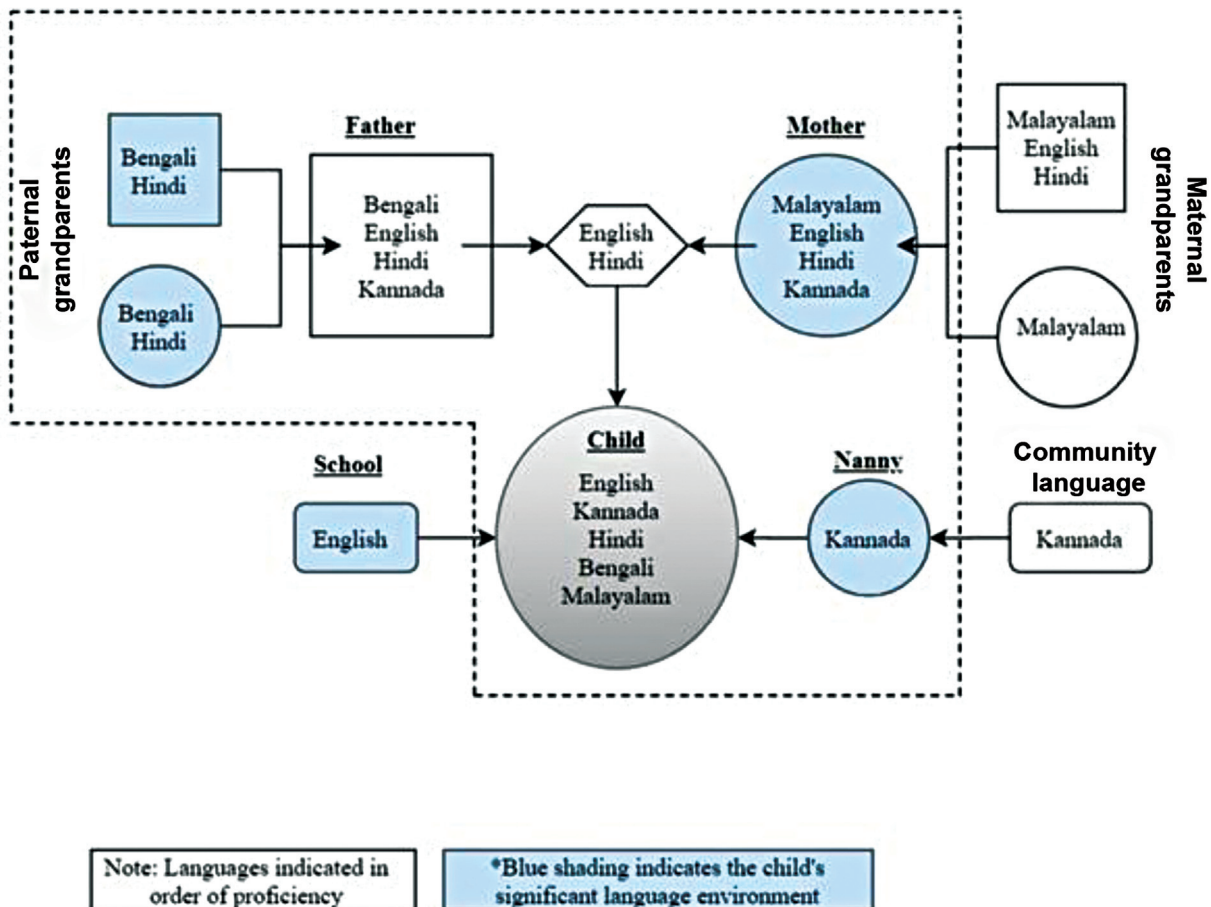 Paternal
grandparents
Bengali
Hindi
Bengali
Hindi
Father
Bengali
English
Hindi
Kannada
English
Hindi
Mother
Malayalam
English
Hindi
Kannada
Malayalam
English
Hindi
Malayalam
Maternal
grandparents
School
English
Child
English
Kannada
Hindi
Bengali
Malayalam
Nanny
Kannada
Community
language
Kannada
Note: Languages indicated in
order of proficiency
*Blue shading indicates the child's
significant language environment